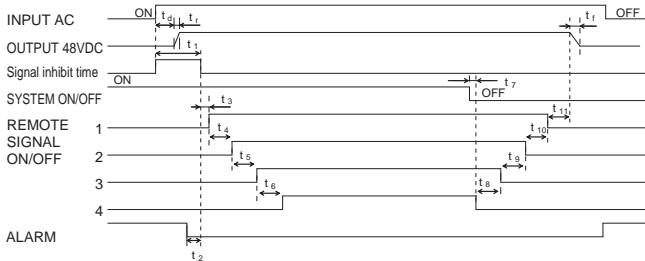 INPUT AC ON OFF
td tr tf
OUTPUT 48VDC
t1
Signal inhibit time
ON t7
SYSTEM ON/OFF OFF
t3 t11
REMOTE 1
SIGNAL t4 t10
ON/OFF 2
t5 t9
3
t6 t8
4
ALARM
t2